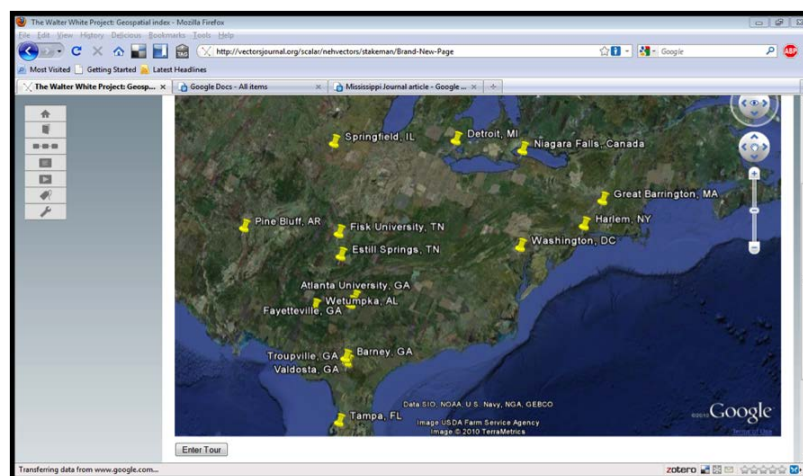 The Walter White Project: Geospatial index - Mozilla Firefox
File Edit View History Delicious Bookmarks Tools Help
http://vectorsjournal.org/scalar/nehvectors/stakeman/Brand-New-Page
Google
ABP
Most Visited Getting Started Latest Headlines
The Walter White Project: Geosp...
Google Docs - All items
Mississippi Journal article - Google ...
Springfield, IL
Detroit, MI
Niagara Falls, Canada
Great Barrington, MA
Pine Bluff, AR
Fisk University, TN
Harlem, NY
Estill Springs, TN
Washington, DC
Atlanta University, GA
Wetumpka, AL
Fayetteville, GA
Troupville, GA
Barney, GA
Valdosta, GA
Tampa, FL
Data SIO, NOAA, U.S. Navy, NGA, GEBCO
Image USDA Farm Service Agency
Image © 2010 TerraMetrics
©2010 Google
Terms of Use
Enter Tour
Transferring data from www.google.com...
zotero